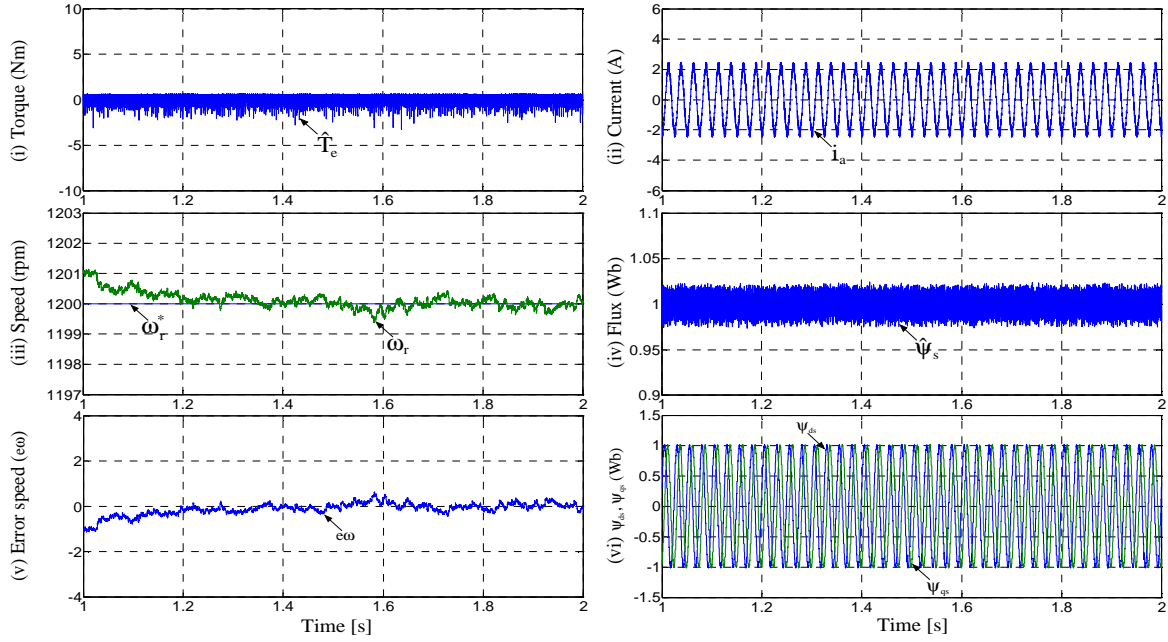 (i) Torque (Nm)
10
5
0
-5
-10
T̂e
1 1.2 1.4 1.6 1.8 2
(ii) Current (A)
6
4
2
0
-2
-4
-6
ia
1 1.2 1.4 1.6 1.8 2
(iii) Speed (rpm)
1203
1202
1201
1200
1199
1198
1197
ωr*
ωr
1 1.2 1.4 1.6 1.8 2
(iv) Flux (Wb)
1.1
1.05
1
0.95
0.9
ψ̂s
1 1.2 1.4 1.6 1.8 2
(v) Error speed (eω)
4
2
0
-2
-4
eω
1 1.2 1.4 1.6 1.8 2
Time [s]
(vi) ψds, ψqs (Wb)
1.5
1
0.5
0
-0.5
-1
-1.5
ψds
ψqs
1 1.2 1.4 1.6 1.8 2
Time [s]